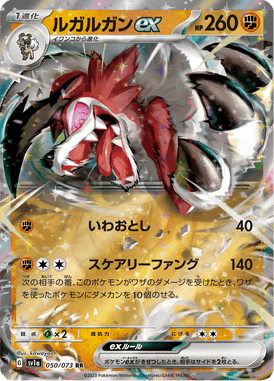 1進化
ルガルガンex
HP 260
イワンコから進化
いわおとし 40
スケアリーファング 140
次の相手の番、このポケモンがワザのダメージを受けたとき、ワザを
使ったポケモンにダメカンを10個のせる。
弱点 ×2 抵抗力 にげる
exルール
ポケモンexがきぜつしたとき、相手はサイドを2枚とる。
Illus. kawayoo
G sv1a 050/073 RR
©2023 Pokémon/Nintendo/Creatures/GAME FREAK.